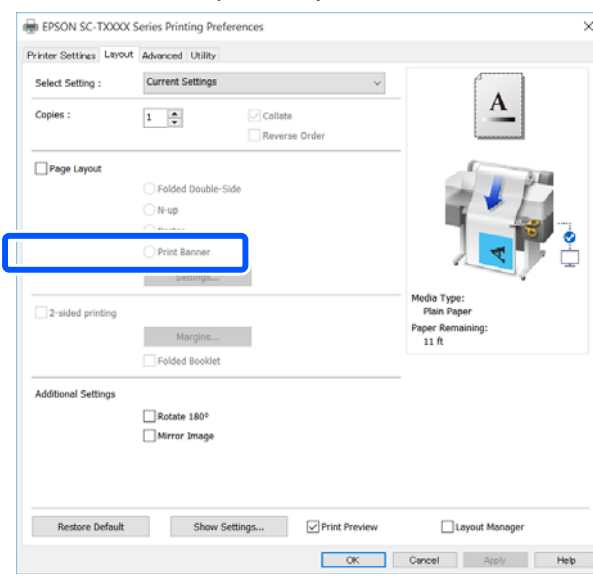 EPSON SC-TXXXX Series Printing Preferences
Printer Settings Layout Advanced Utility
Select Setting : Current Settings
Copies : 1 Collate
Reverse Order
A
Page Layout
Folded Double-Side
N-up
Poster
Print Banner
Settings...
A
Media Type:
Plain Paper
Paper Remaining:
11 ft
2-sided printing
Margins...
Folded Booklet
Additional Settings
Rotate 180°
Mirror Image
Restore Default Show Settings... Print Preview Layout Manager
OK Cancel Apply Help